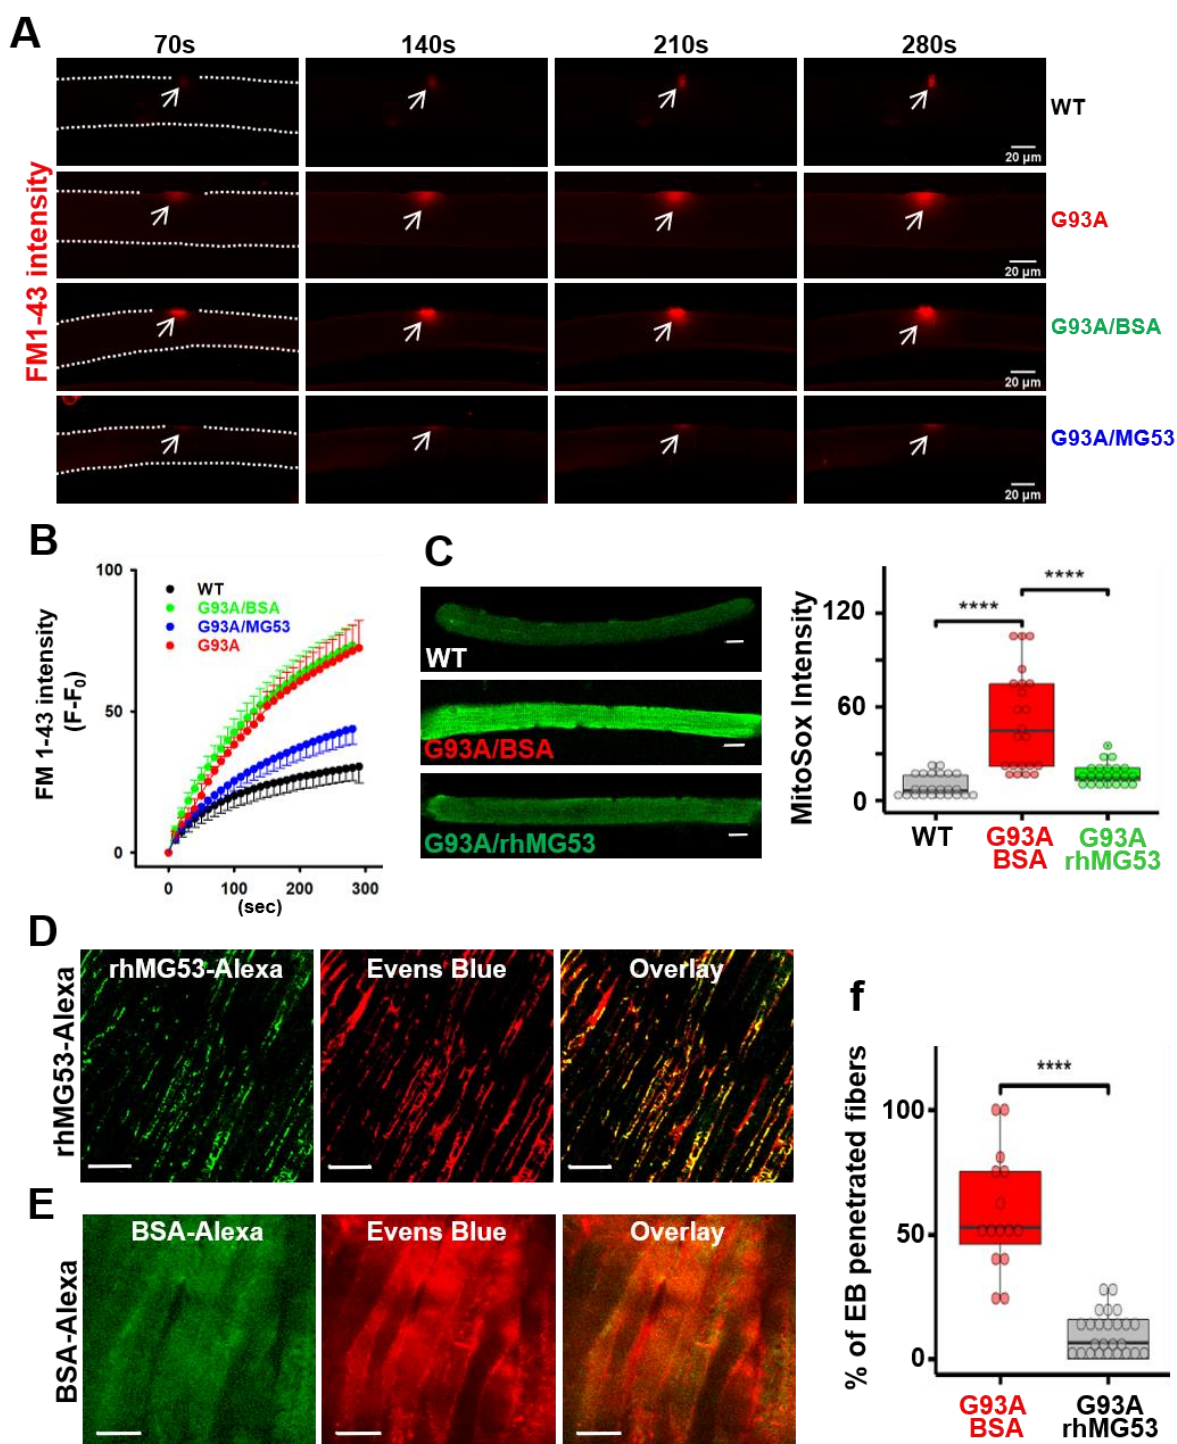 A
70s 140s 210s 280s
FM1-43 intensity
WT
20 µm
G93A
20 µm
G93A/BSA
20 µm
G93A/MG53
20 µm
B
FM 1-43 intensity
(F-F0)
100
50
0
WT
G93A/BSA
G93A/MG53
G93A
0 100 200 300
(sec)
C
WT
G93A/BSA
G93A/rhMG53
MitoSox Intensity
120
60
0
****
****
WT
G93A
BSA
G93A
rhMG53
D
rhMG53-Alexa
rhMG53-Alexa
Evens Blue
Overlay
E
BSA-Alexa
BSA-Alexa
Evens Blue
Overlay
f
% of EB penetrated fibers
100
50
0
****
G93A
BSA
G93A
rhMG53